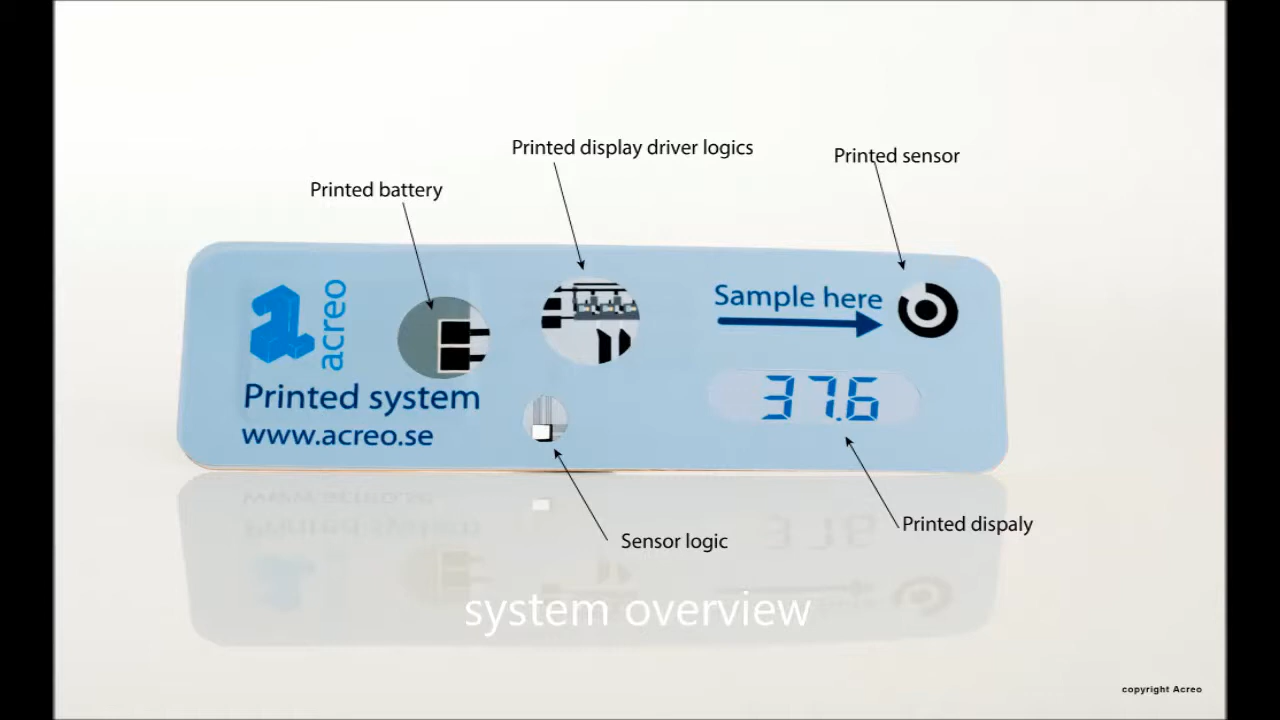 Printed display driver logics
Printed sensor
Printed battery
acreo
Sample here
37.6
Printed system
www.acreo.se
Sensor logic
Printed dispaly
system overview
copyright Acreo